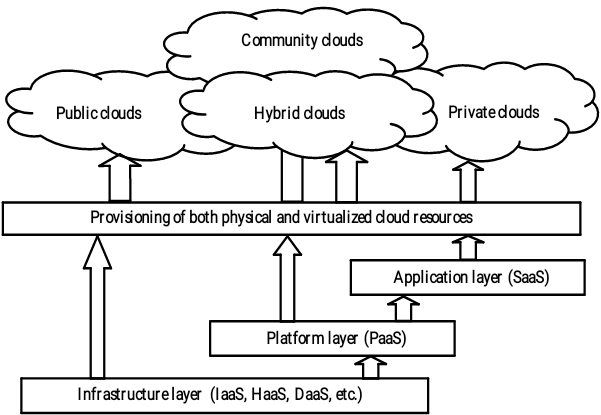 Community clouds
Public clouds
Hybrid clouds
Private clouds
Provisioning of both physical and virtualized cloud resources
Application layer (SaaS)
Platform layer (PaaS)
Infrastructure layer (IaaS, HaaS, DaaS, etc.)